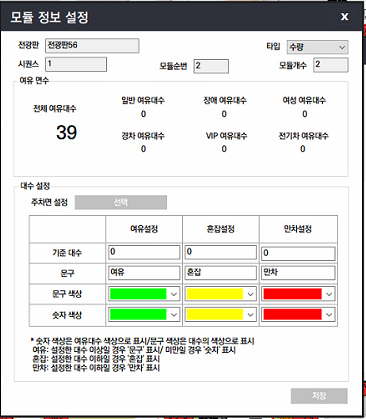 모듈 정보 설정 X
전광판 전광판56 타입 수량
시퀀스 1 모듈순번 2 모듈개수 2
여유 면수
전체 여유대수 일반 여유대수 장애 여유대수 여성 여유대수
39 0 0 0
경차 여유대수 VIP 여유대수 전기차 여유대수
0 0 0
대수 설정
주차면 설정 선택
여유설정 혼잡설정 만차설정
기준 대수 0 0 0
문구 여유 혼잡 만차
문구 색상
숫자 색상
* 숫자 색상은 여유대수 색상으로 표시/문구 색상은 대수의 색상으로 표시
여유: 설정한 대수 이상일 경우 '문구' 표시/ 미만일 경우 '숫자' 표시
혼잡: 설정한 대수 이하일 경우 '혼잡' 표시
만차: 설정한 대수 이하일 경우 '만차' 표시
저장